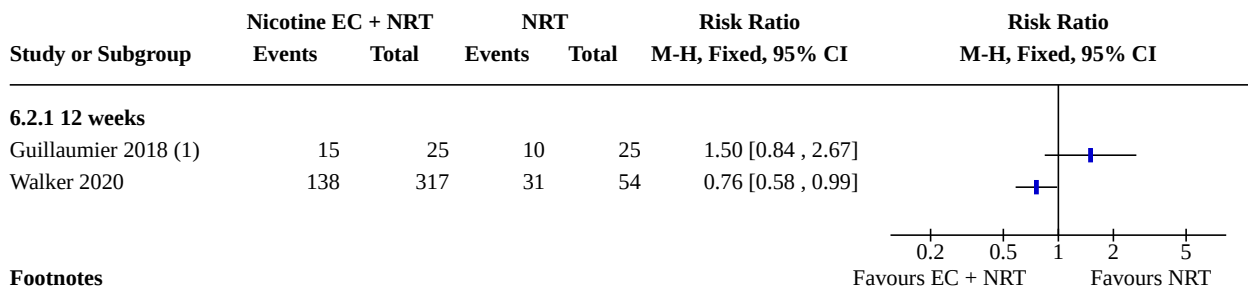 Nicotine EC + NRT NRT Risk Ratio Risk Ratio
Study or Subgroup Events Total Events Total M-H, Fixed, 95% CI M-H, Fixed, 95% CI
6.2.1 12 weeks
Guillaumier 2018 (1) 15 25 10 25 1.50 [0.84 , 2.67]
Walker 2020 138 317 31 54 0.76 [0.58 , 0.99]
0.2 0.5 1 2 5
Footnotes Favours EC + NRT Favours NRT